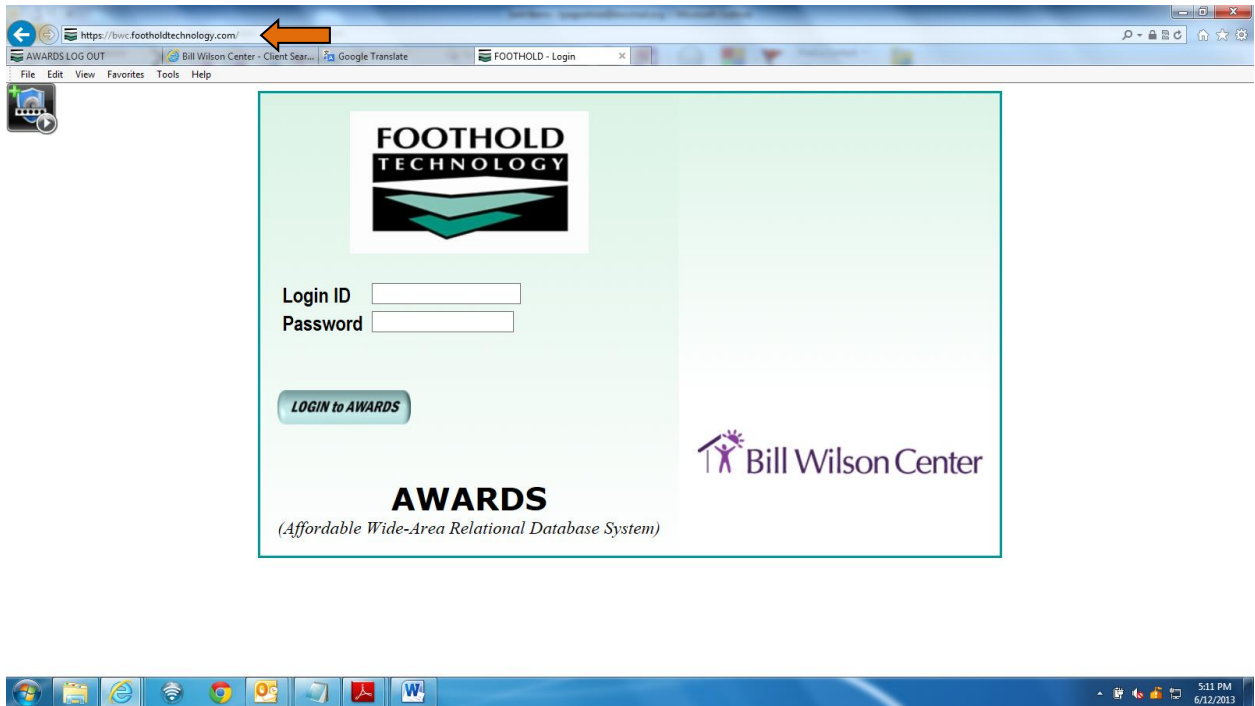 https://bwc.footholdtechnology.com/
AWARDS LOG OUT
Bill Wilson Center - Client Sear...
Google Translate
FOOTHOLD - Login
File Edit View Favorites Tools Help
FOOTHOLD
TECHNOLOGY
Login ID
Password
LOGIN to AWARDS
Bill Wilson Center
AWARDS
(Affordable Wide-Area Relational Database System)
5:11 PM
6/12/2013